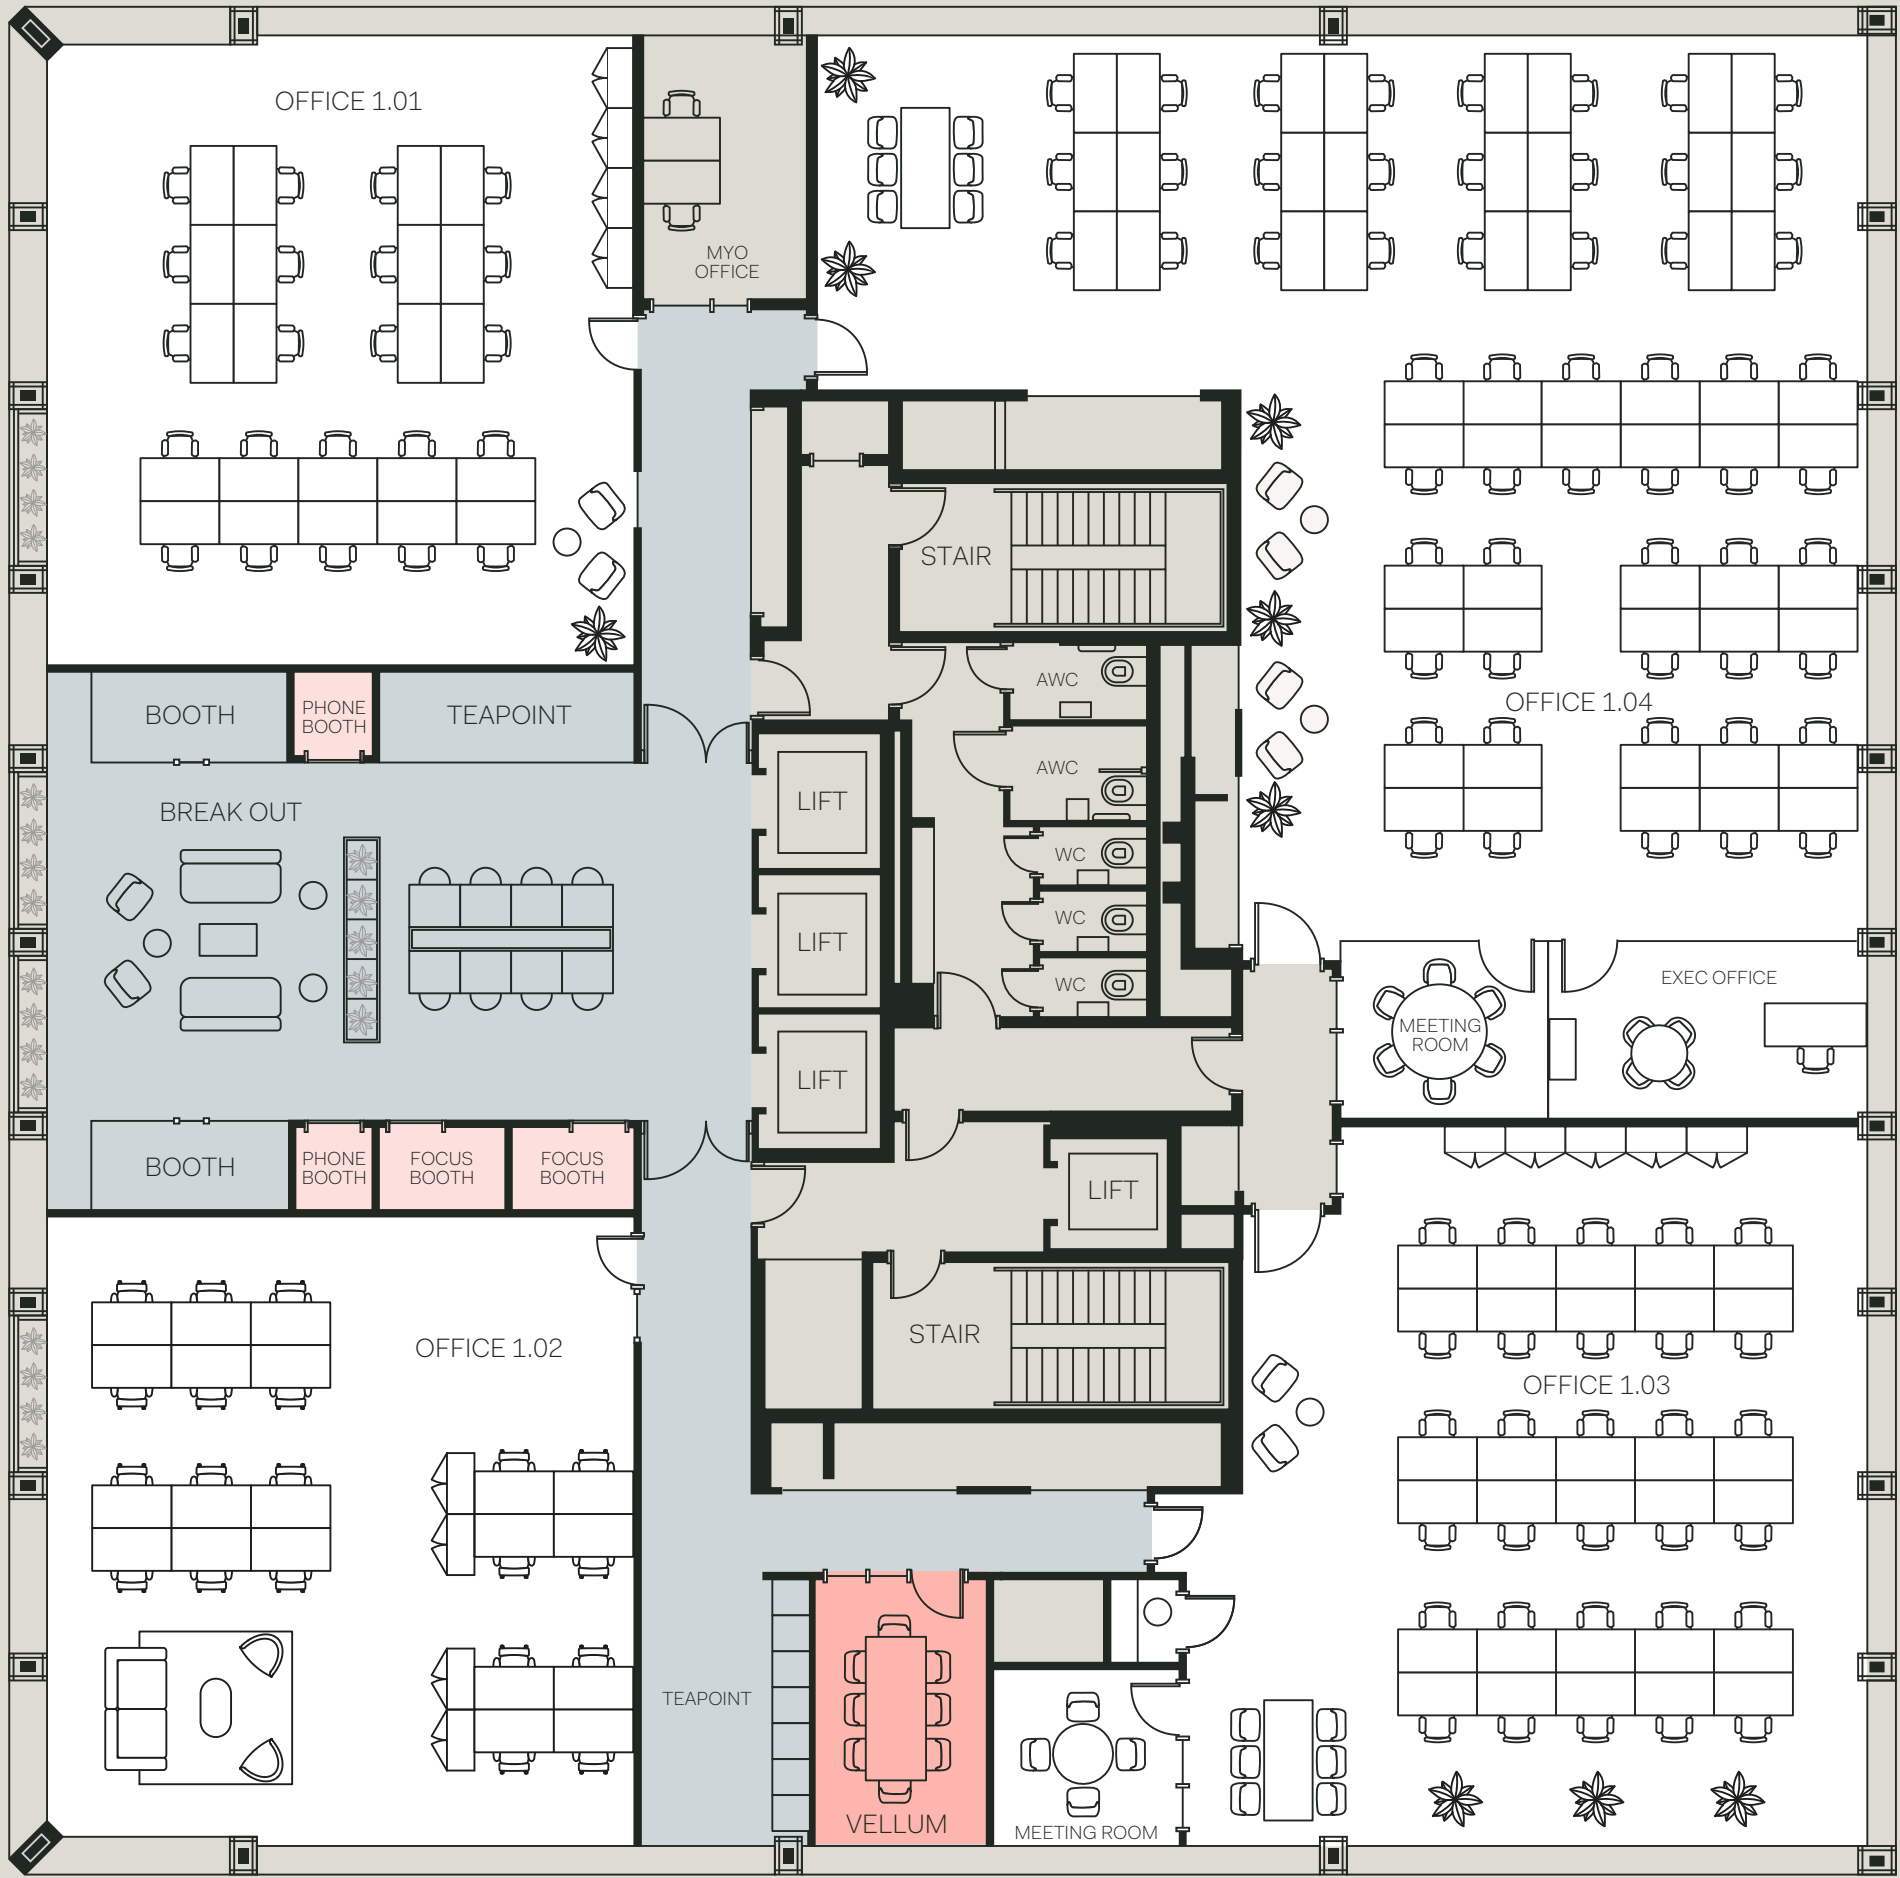 OFFICE 1.01
MYO
OFFICE
STAIR
AWC
OFFICE 1.04
BOOTH
PHONE
BOOTH
TEAPOINT
AWC
LIFT
BREAK OUT
WC
WC
LIFT
WC
EXEC OFFICE
MEETING
ROOM
LIFT
BOOTH
PHONE
BOOTH
FOCUS
BOOTH
FOCUS
BOOTH
LIFT
STAIR
OFFICE 1.02
OFFICE 1.03
TEAPOINT
VELLUM
MEETING ROOM